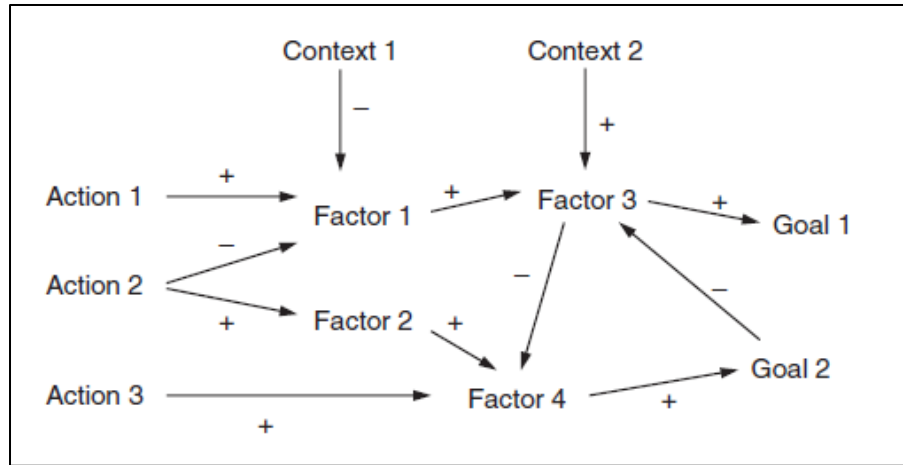 Context 1
Context 2
–
+
Action 1
+
Factor 1
+
Factor 3
+
Goal 1
–
Action 2
–
–
+
Factor 2
+
Goal 2
Action 3
+
Factor 4
+